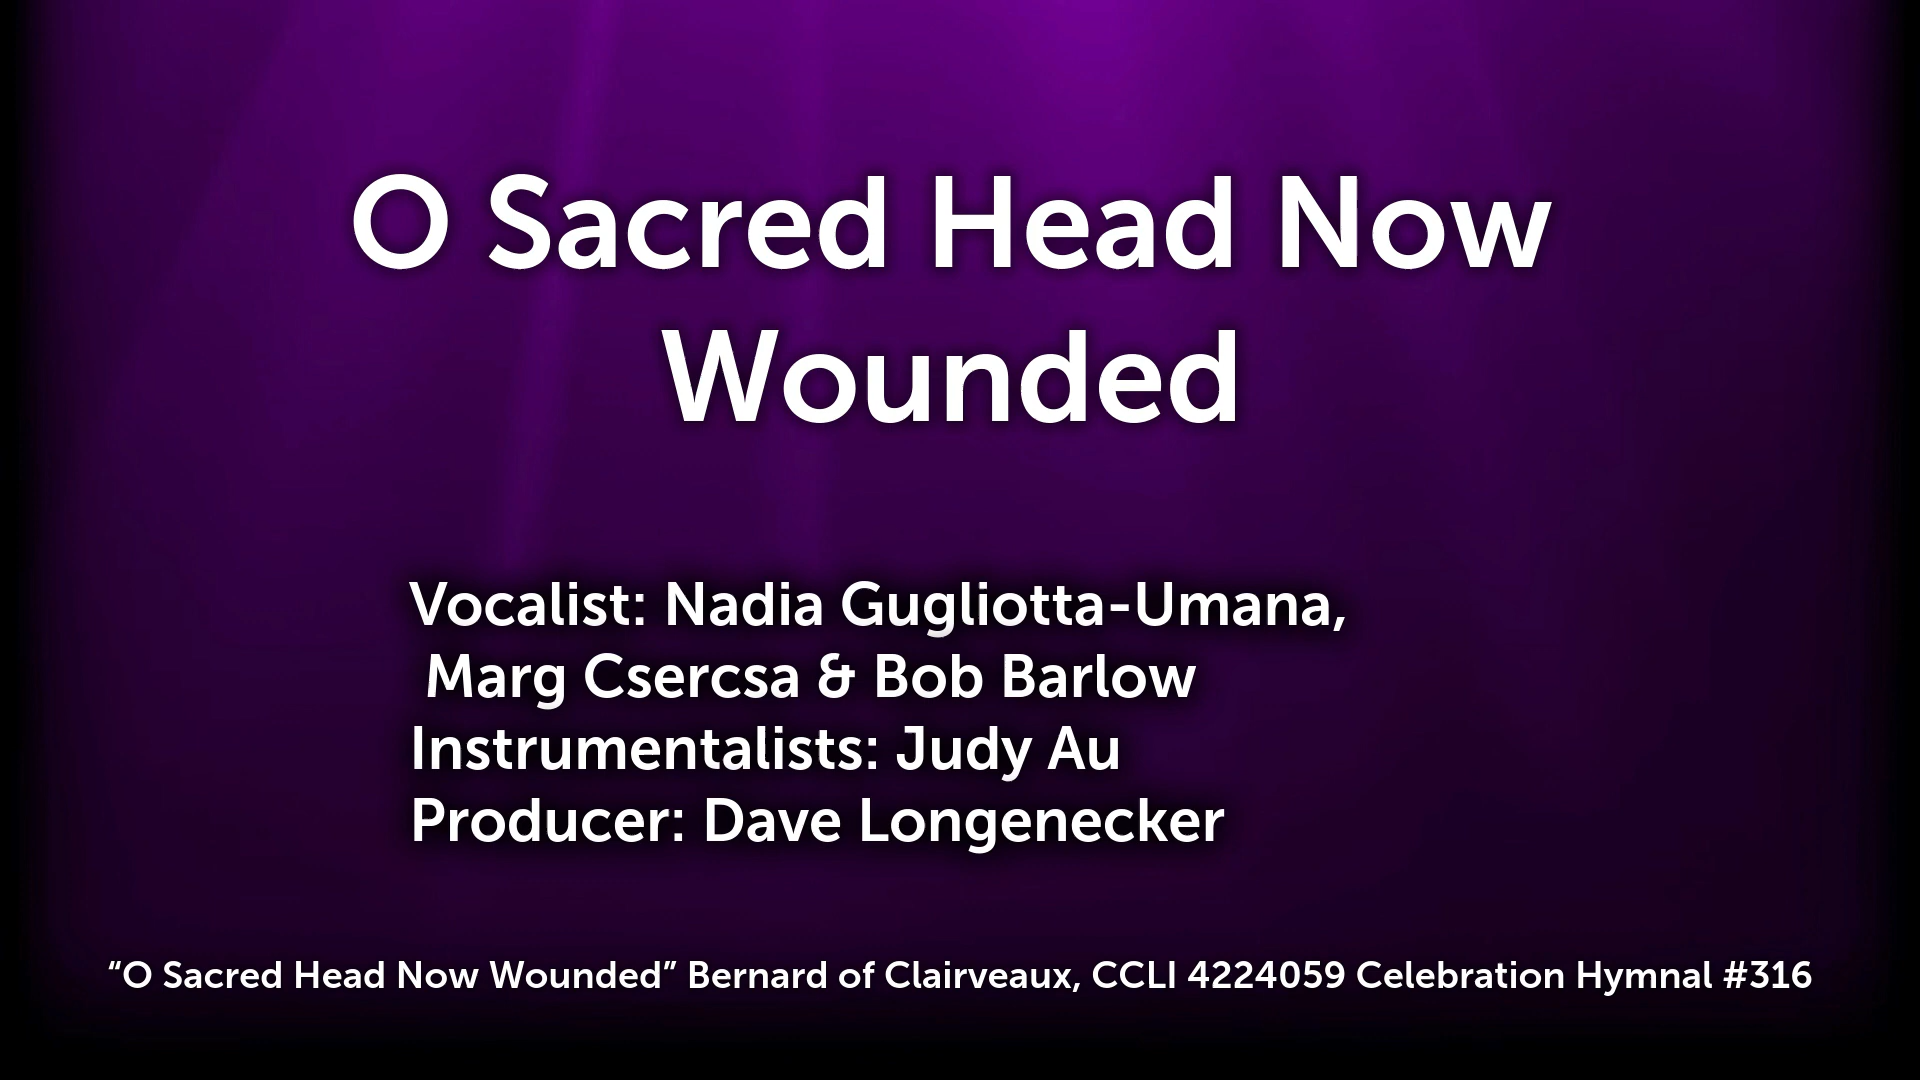 O Sacred Head Now
Wounded
Vocalist: Nadia Gugliotta-Umana,
Marg Csercsa & Bob Barlow
Instrumentalists: Judy Au
Producer: Dave Longenecker
“O Sacred Head Now Wounded” Bernard of Clairveaux, CCLI 4224059 Celebration Hymnal #316